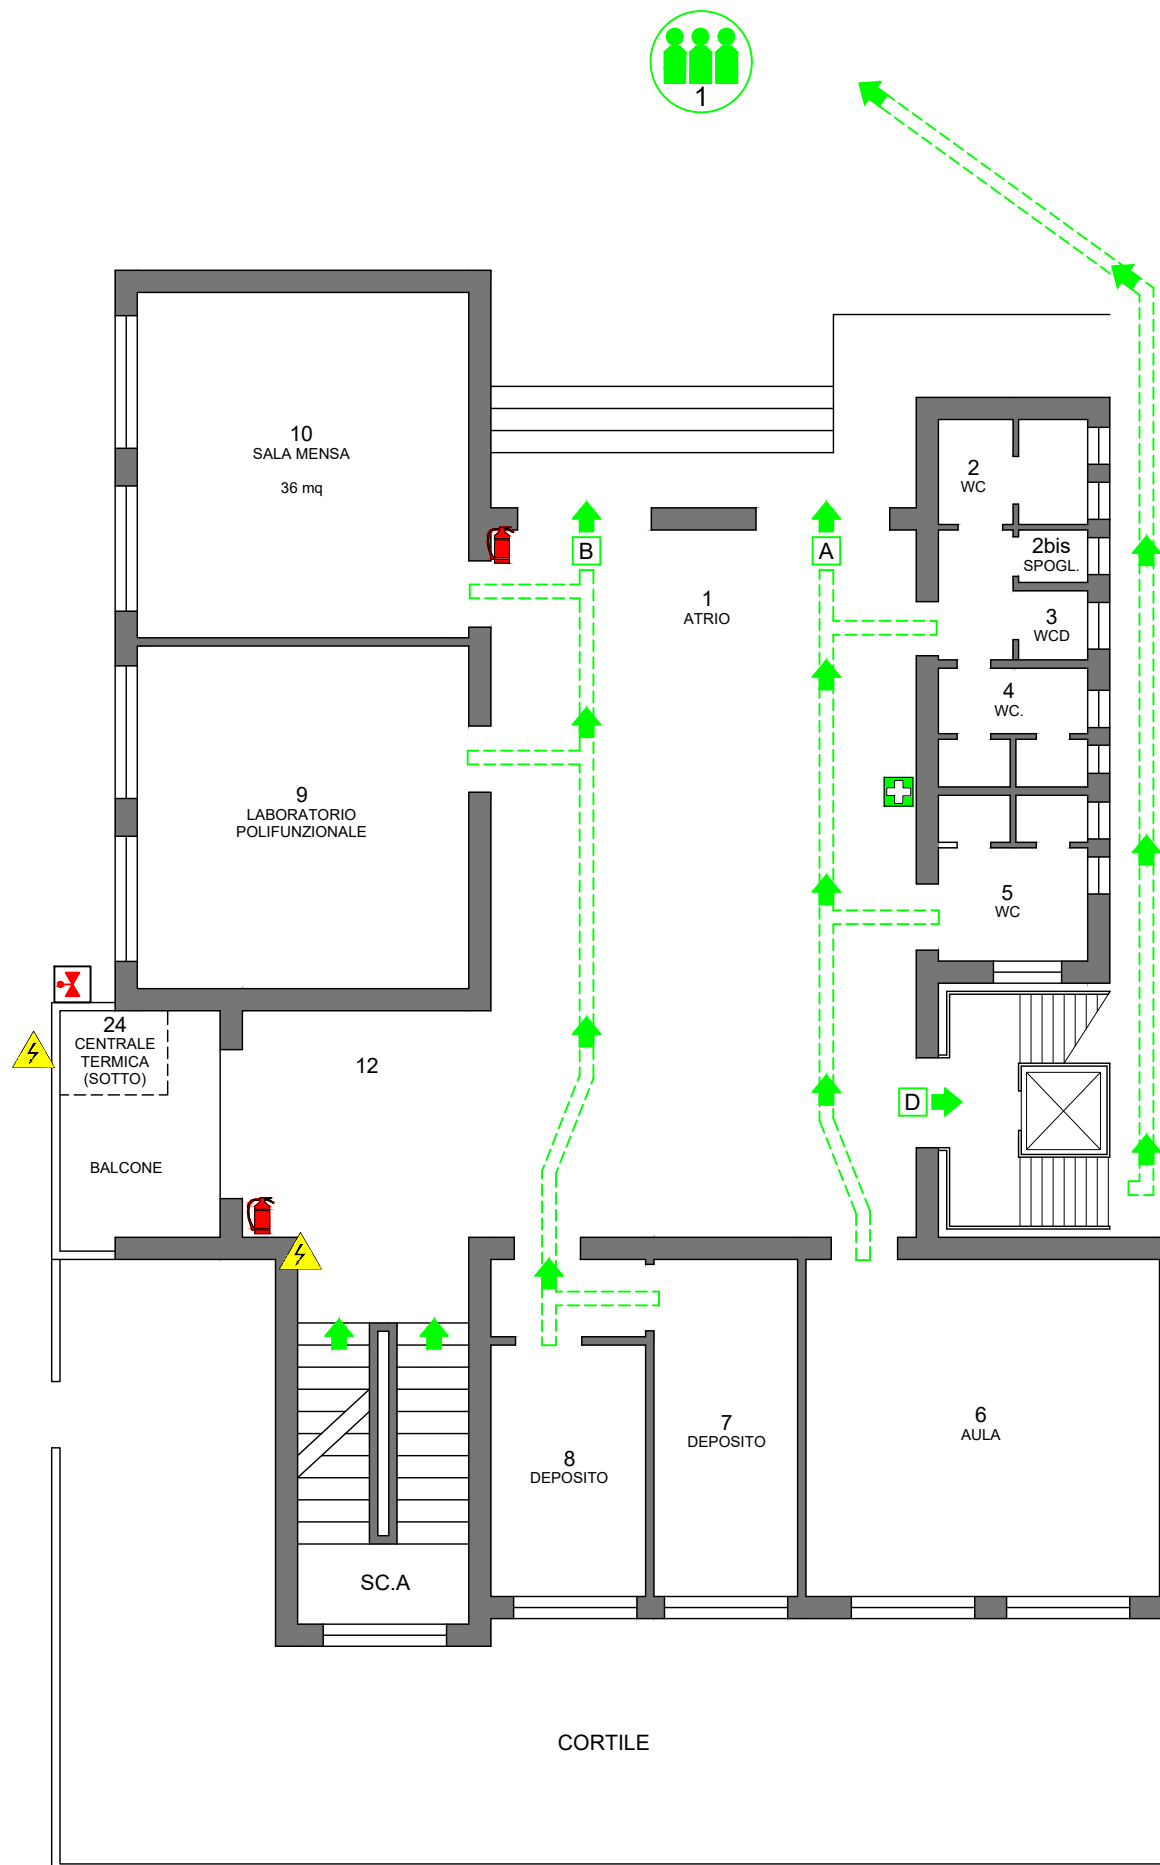 1
10
SALA MENSA
36 mq
2
WC
B
A
2bis
SPOGL.
1
ATRIO
3
WCD
4
WC.
9
LABORATORIO
POLIFUNZIONALE
5
WC
24
CENTRALE
TERMICA
(SOTTO)
12
D
BALCONE
6
AULA
7
DEPOSITO
8
DEPOSITO
SC.A
CORTILE